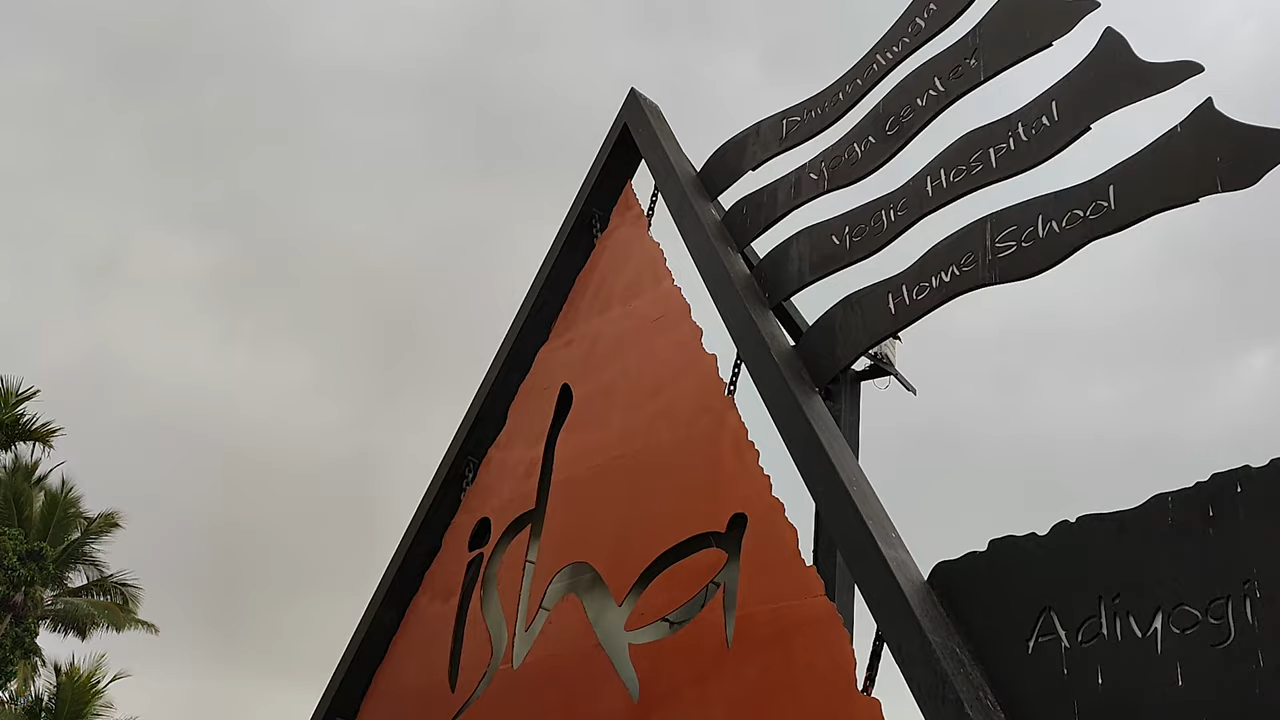 Dhyanalinga
yoga center
yogic Hospital
Home School
isha
Adiyogi